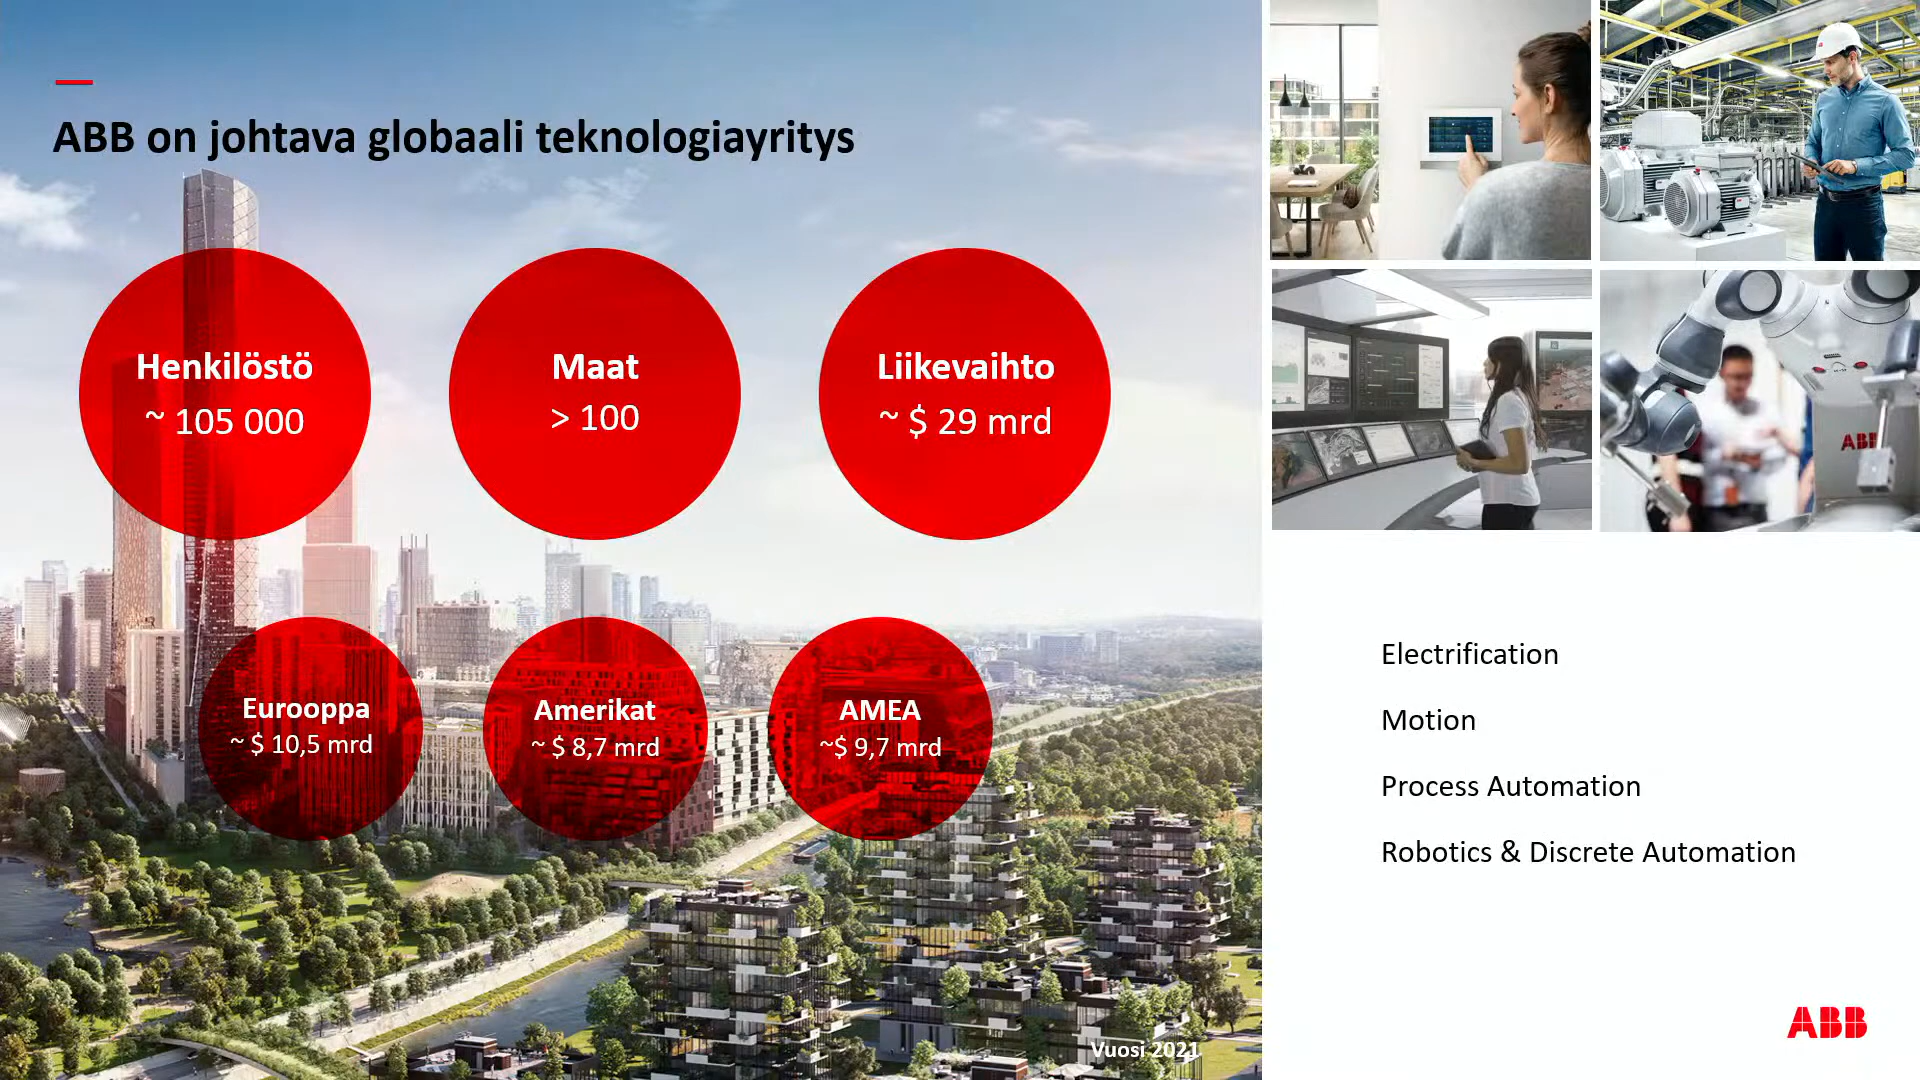 ABB on johtava globaali teknologiayritys
Henkilöstö
~ 105 000
Maat
> 100
Liikevaihto
~ $ 29 mrd
Eurooppa
~ $ 10,5 mrd
Amerikat
~ $ 8,7 mrd
AMEA
~$ 9,7 mrd
Vuosi 2021
ABB
Electrification
Motion
Process Automation
Robotics & Discrete Automation
ABB